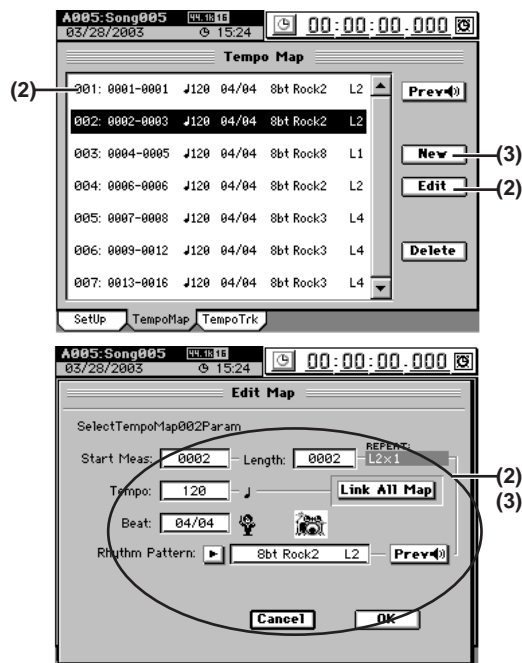 A005:Song005 44.1k 16 00:00:00.000
03/28/2003 15:24
Tempo Map
(2)
001: 0001-0001 ♩120 04/04 8bt Rock2 L2
Prev
002: 0002-0003 ♩120 04/04 8bt Rock2 L2
003: 0004-0005 ♩120 04/04 8bt Rock8 L1
New (3)
004: 0006-0006 ♩120 04/04 8bt Rock2 L2
Edit (2)
005: 0007-0008 ♩120 04/04 8bt Rock3 L4
006: 0009-0012 ♩120 04/04 8bt Rock3 L4
Delete
007: 0013-0016 ♩120 04/04 8bt Rock3 L4
SetUp TempoMap TempoTrk
A005:Song005 44.1k 16 00:00:00.000
03/28/2003 15:24
Edit Map
SelectTempoMap002Param
REPEAT:
Start Meas: 0002 Length: 0002 L2×1
(2)
(3)
Tempo: 120 ♩ Link All Map
Beat: 04/04
Rhythm Pattern: 8bt Rock2 L2 Prev
Cancel OK